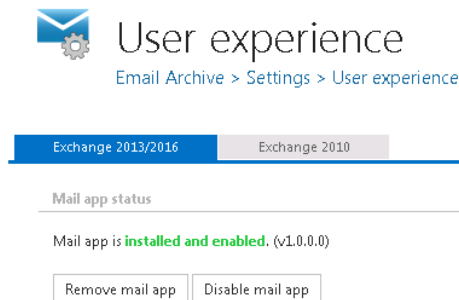 User experience
Email Archive > Settings > User experience
Exchange 2013/2016 Exchange 2010
Mail app status
Mail app is installed and enabled. (v1.0.0.0)
Remove mail app Disable mail app